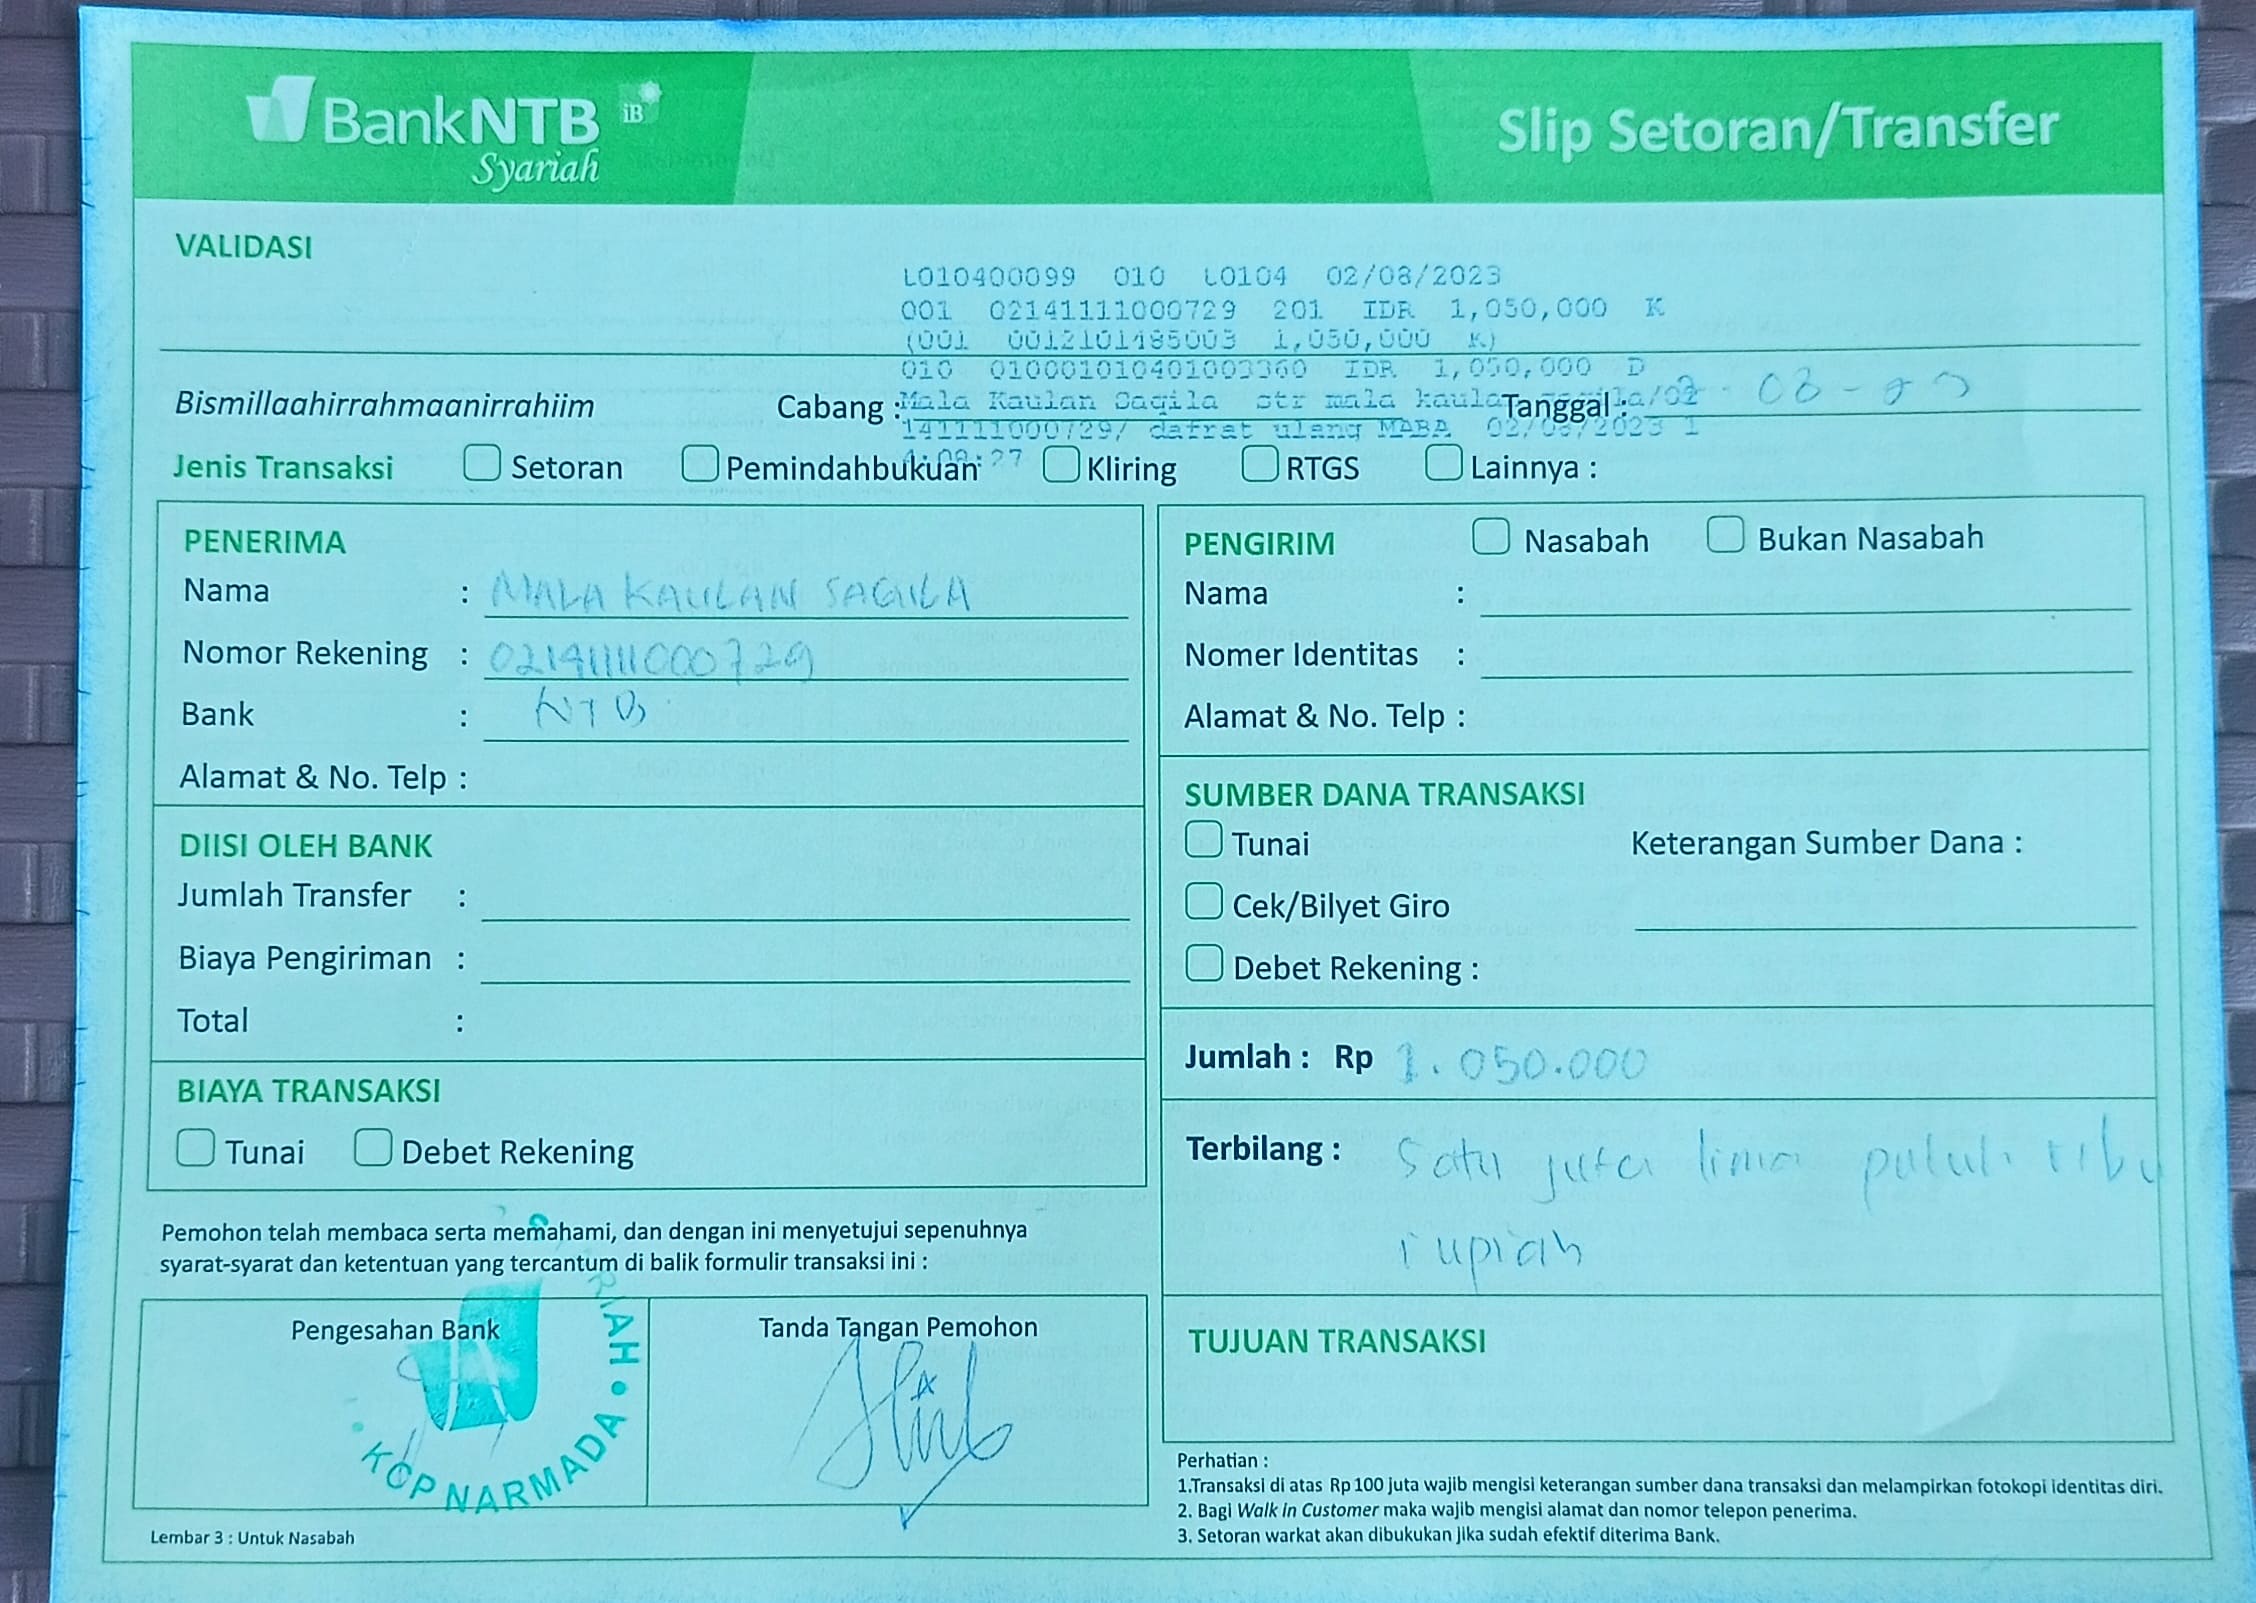 BankNTB iB
Syariah
Slip Setoran/Transfer
VALIDASI
L010400099 010 L0104 02/08/2023
001 02141111000729 201 IDR 1,050,000 K
(001 0012101485003 1,050,000 K)
010 010001010401003360 IDR 1,050,000 D
Bismillaahirrahmaanirrahiim
Cabang :
Mala Kaulan Saqila str mala kaulan
Tanggal :
141111000729/ dafrat ulang MABA 02/08/2023 1
4:08:27
Jenis Transaksi Setoran Pemindahbukuan Kliring RTGS Lainnya :
PENERIMA
Nama : MALA KAULAN SAQILA
Nomor Rekening : 02141111000729
Bank : NTB
Alamat & No. Telp :
DIISI OLEH BANK
Jumlah Transfer :
Biaya Pengiriman :
Total :
BIAYA TRANSAKSI
Tunai Debet Rekening
Pemohon telah membaca serta memahami, dan dengan ini menyetujui sepenuhnya
syarat-syarat dan ketentuan yang tercantum di balik formulir transaksi ini :
Pengesahan Bank
KCP NARMADA
Tanda Tangan Pemohon
Lembar 3 : Untuk Nasabah
PENGIRIM Nasabah Bukan Nasabah
Nama :
Nomer Identitas :
Alamat & No. Telp :
SUMBER DANA TRANSAKSI
Tunai Keterangan Sumber Dana :
Cek/Bilyet Giro
Debet Rekening :
Jumlah : Rp 1.050.000
Terbilang : Satu juta lima puluh ribu
rupiah
TUJUAN TRANSAKSI
Perhatian :
1.Transaksi di atas Rp 100 juta wajib mengisi keterangan sumber dana transaksi dan melampirkan fotokopi identitas diri.
2. Bagi Walk in Customer maka wajib mengisi alamat dan nomor telepon penerima.
3. Setoran warkat akan dibukukan jika sudah efektif diterima Bank.